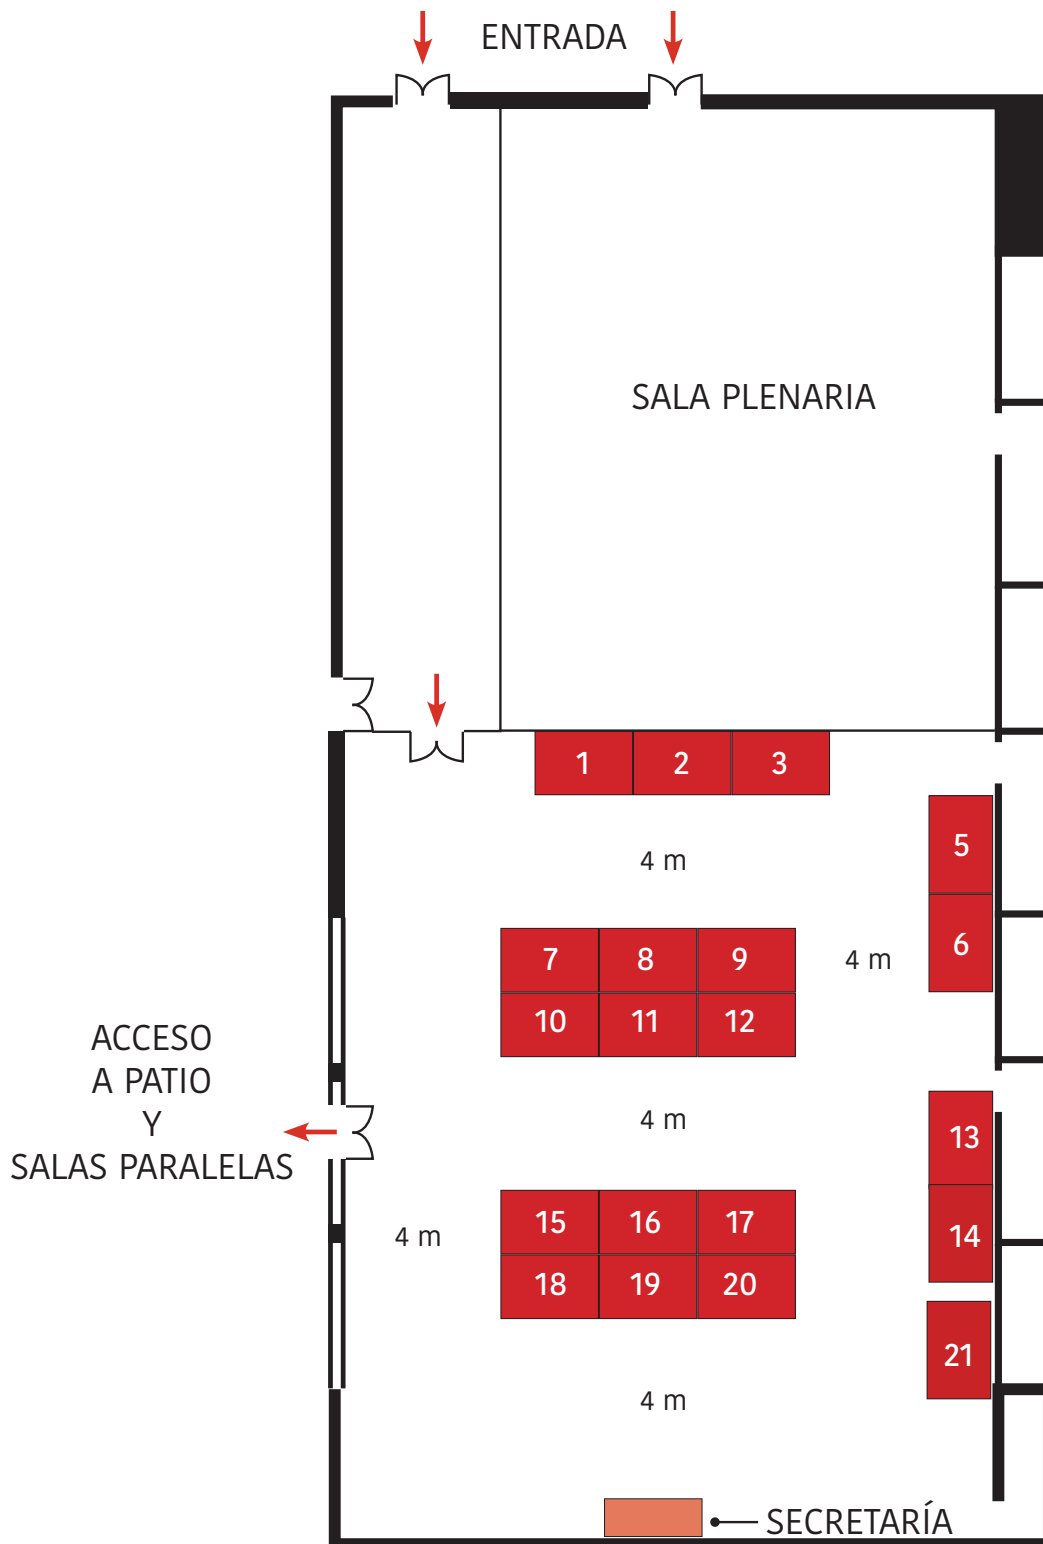 ENTRADA
SALA PLENARIA
1 2 3
5
4 m
6
7 8 9
4 m
10 11 12
ACCESO
A PATIO
Y
SALAS PARALELAS
4 m
13
14
15 16 17
4 m
18 19 20
21
4 m
SECRETARÍA